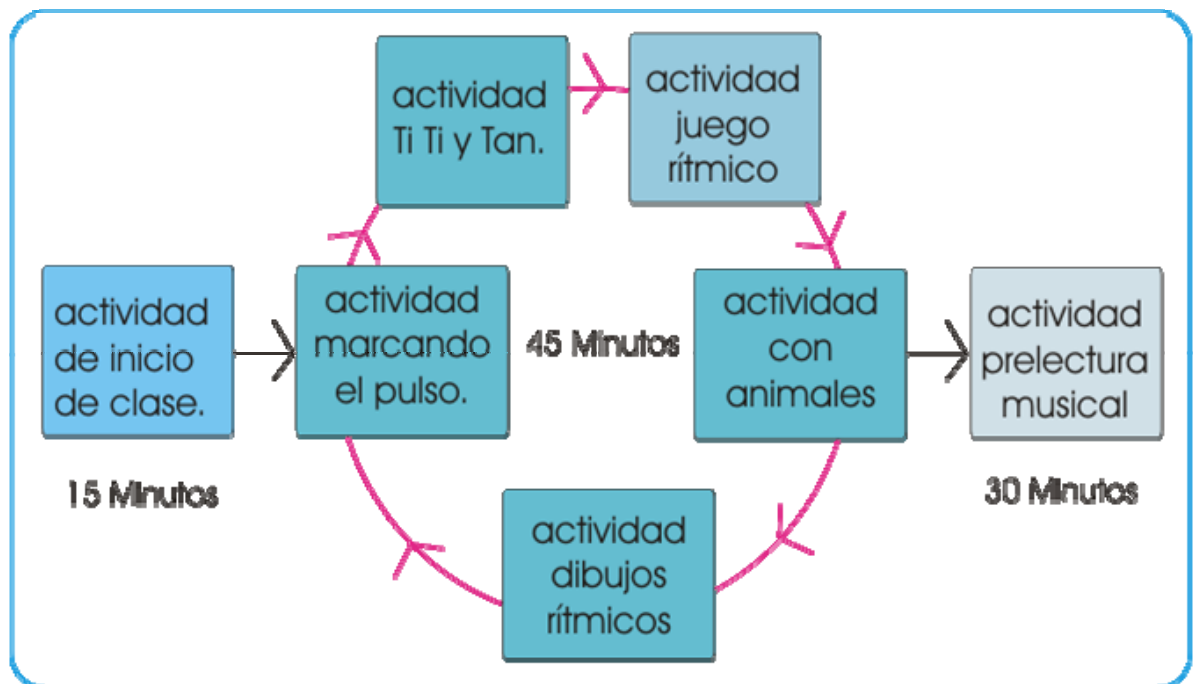 actividad
Ti Ti y Tan.
actividad
juego
rítmico
actividad
de inicio
de clase.
15 Minutos
actividad
marcando
el pulso.
45 Minutos
actividad
con
animales
actividad
prelectura
musical
30 Minutos
actividad
dibujos
rítmicos